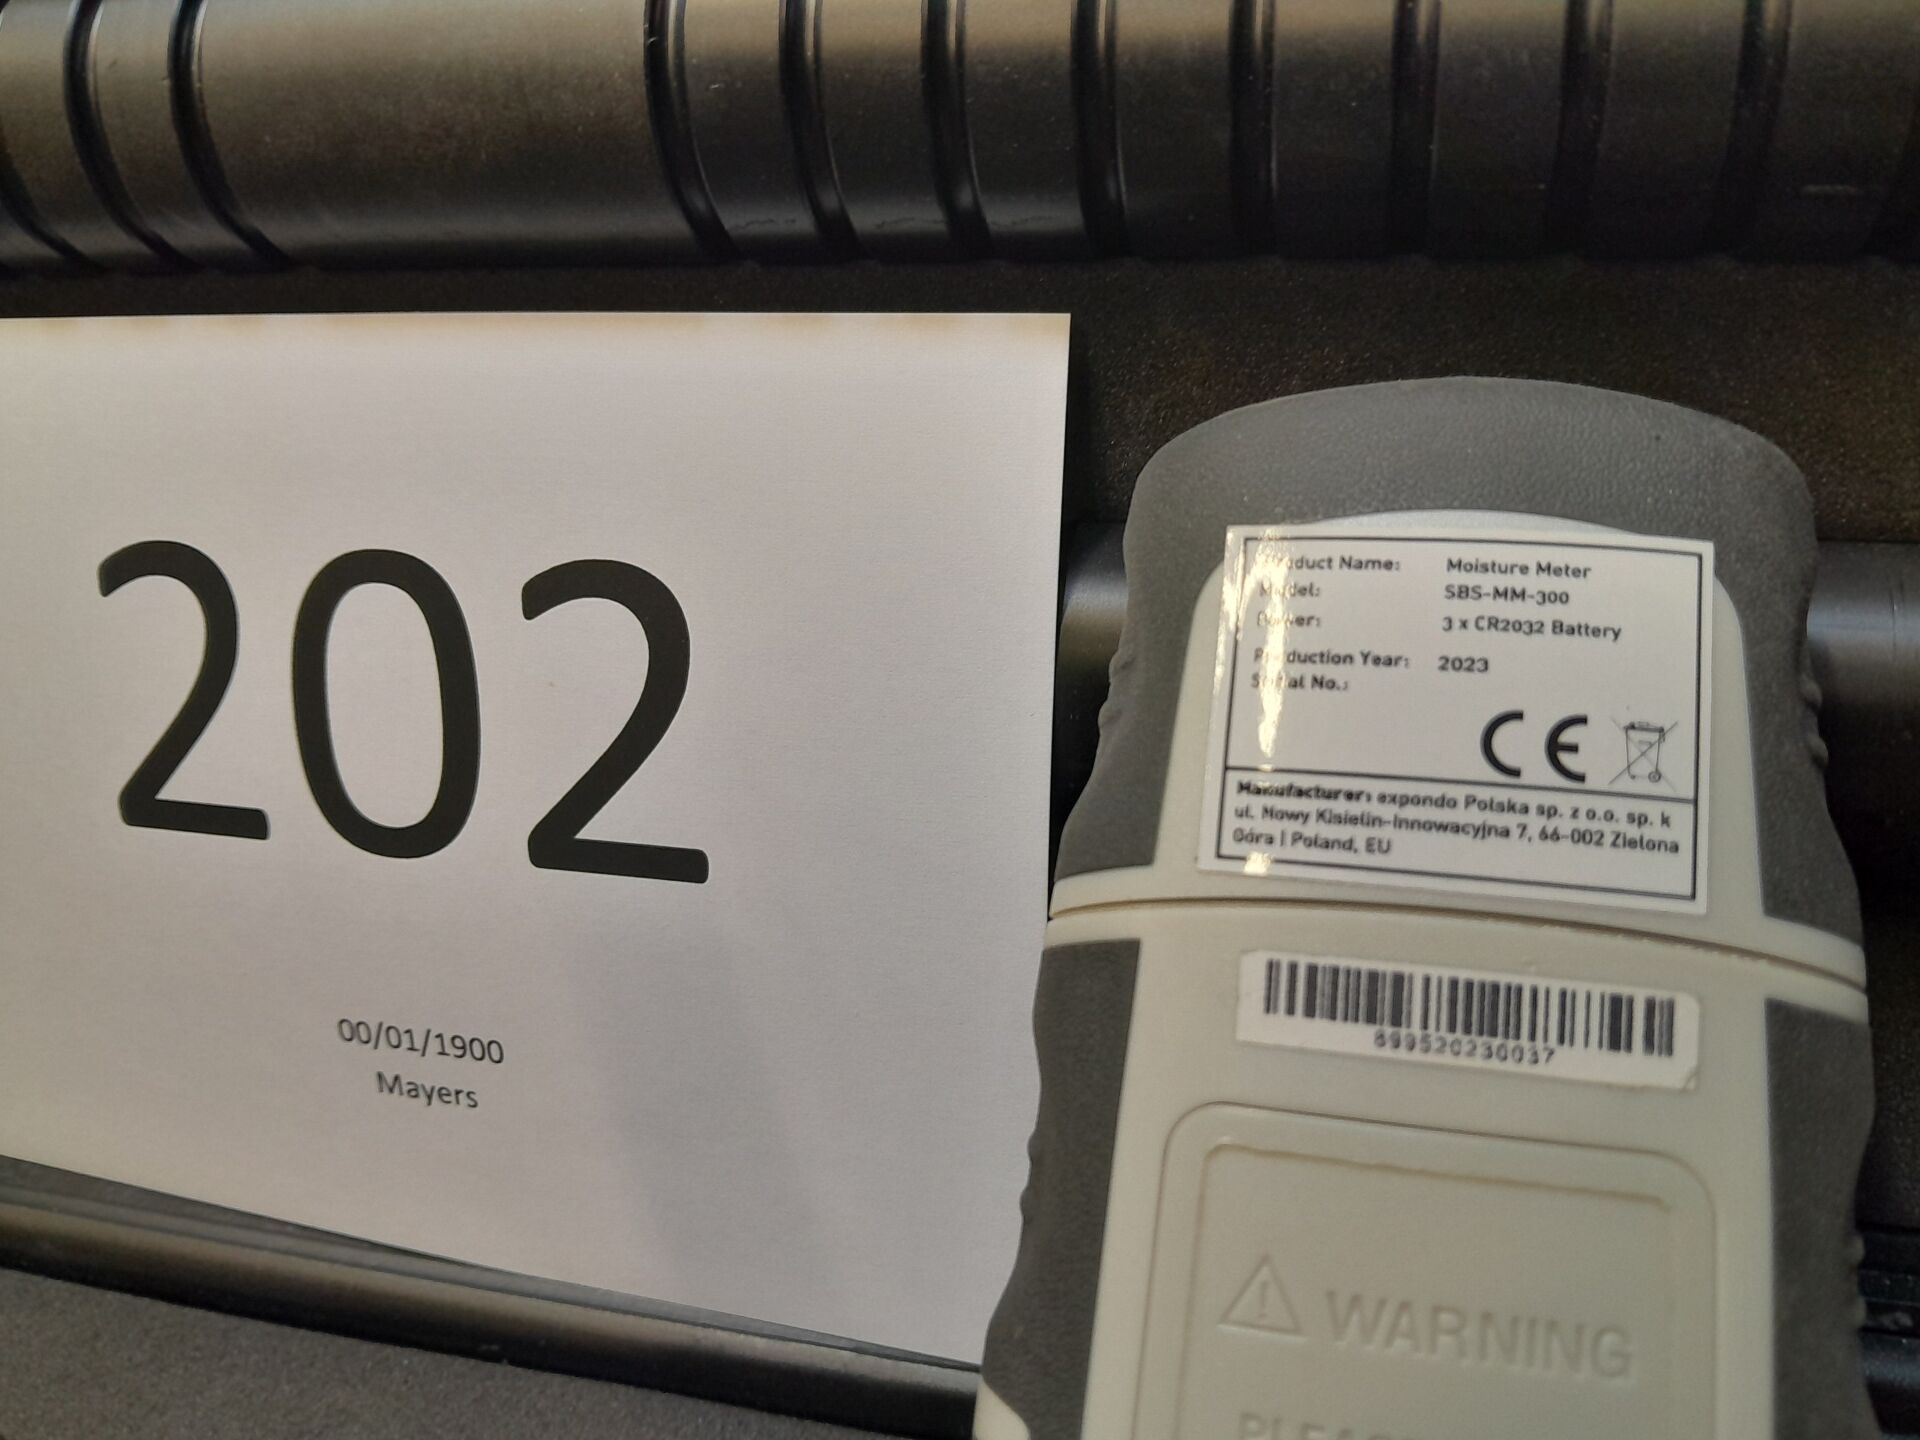 202
00/01/1900
Mayers
Product Name: Moisture Meter
Model: SBS-MM-300
Power: 3 x CR2032 Battery
Production Year: 2023
Serial No.:
CE
Manufacturer: expondo Polska sp. z o.o. sp. k
ul. Nowy Kisielin-Innowacyjna 7, 66-002 Zielona
Góra | Poland, EU
899520230037
WARNING